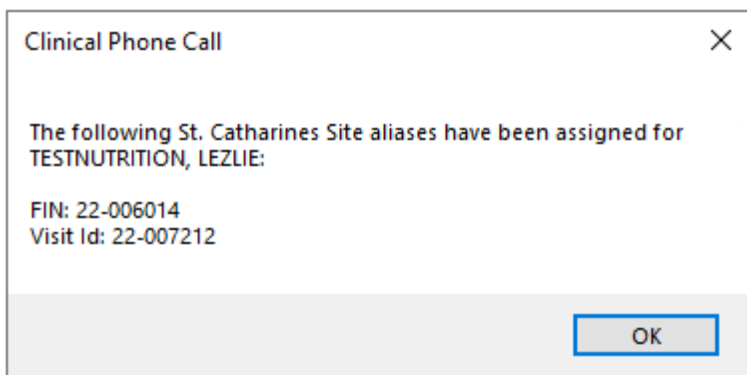 Clinical Phone Call
The following St. Catharines Site aliases have been assigned for
TESTNUTRITION, LEZLIE:
FIN: 22-006014
Visit Id: 22-007212
OK